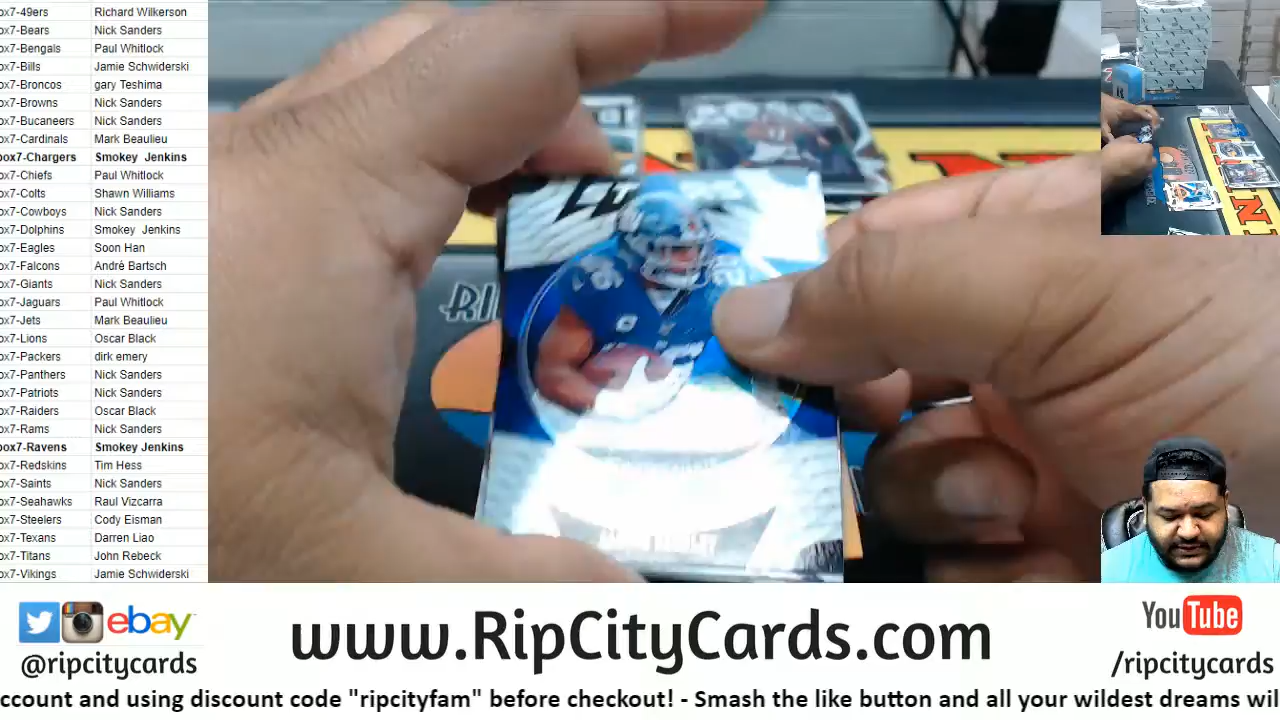 ox7-49ers Richard Wilkerson
ox7-Bears Nick Sanders
ox7-Bengals Paul Whitlock
ox7-Bills Jamie Schwiderski
ox7-Broncos gary Teshima
ox7-Browns Nick Sanders
ox7-Bucaneers Nick Sanders
ox7-Cardinals Mark Beaulieu
box7-Chargers Smokey Jenkins
ox7-Chiefs Paul Whitlock
ox7-Colts Shawn Williams
ox7-Cowboys Nick Sanders
ox7-Dolphins Smokey Jenkins
ox7-Eagles Soon Han
ox7-Falcons Andrè Bartsch
ox7-Giants Nick Sanders
ox7-Jaguars Paul Whitlock
ox7-Jets Mark Beaulieu
ox7-Lions Oscar Black
ox7-Packers dirk emery
ox7-Panthers Nick Sanders
ox7-Patriots Nick Sanders
ox7-Raiders Oscar Black
ox7-Rams Nick Sanders
box7-Ravens Smokey Jenkins
ox7-Redskins Tim Hess
ox7-Saints Nick Sanders
ox7-Seahawks Raul Vizcarra
ox7-Steelers Cody Eisman
ox7-Texans Darren Liao
ox7-Titans John Rebeck
ox7-Vikings Jamie Schwiderski
ebay
@ripcitycards
www.RipCityCards.com
YouTube
/ripcitycards
ccount and using discount code "ripcityfam" before checkout! - Smash the like button and all your wildest dreams wil